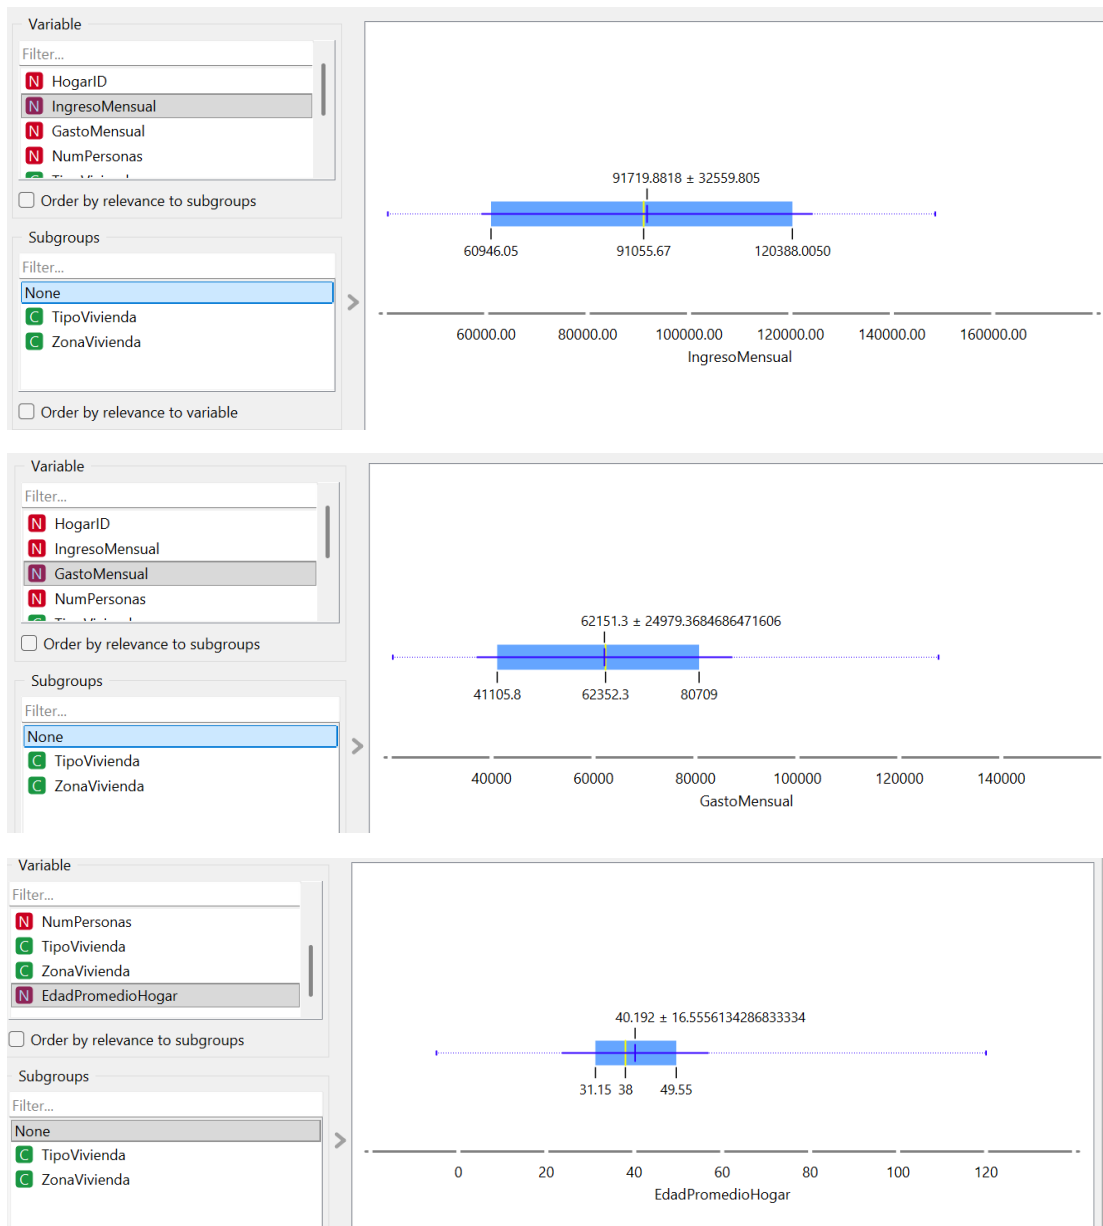 Variable
Filter...
N HogarID
N IngresoMensual
N GastoMensual
N NumPersonas
Order by relevance to subgroups
Subgroups
Filter...
None
C TipoVivienda
C ZonaVivienda
Order by relevance to variable
91719.8818 ± 32559.805
60946.05 91055.67 120388.0050
60000.00 80000.00 100000.00 120000.00 140000.00 160000.00
IngresoMensual
Variable
Filter...
N HogarID
N IngresoMensual
N GastoMensual
N NumPersonas
Order by relevance to subgroups
Subgroups
Filter...
None
C TipoVivienda
C ZonaVivienda
62151.3 ± 24979.3684686471606
41105.8 62352.3 80709
40000 60000 80000 100000 120000 140000
GastoMensual
Variable
Filter...
N NumPersonas
C TipoVivienda
C ZonaVivienda
N EdadPromedioHogar
Order by relevance to subgroups
Subgroups
Filter...
None
C TipoVivienda
C ZonaVivienda
40.192 ± 16.5556134286833334
31.15 38 49.55
0 20 40 60 80 100 120
EdadPromedioHogar